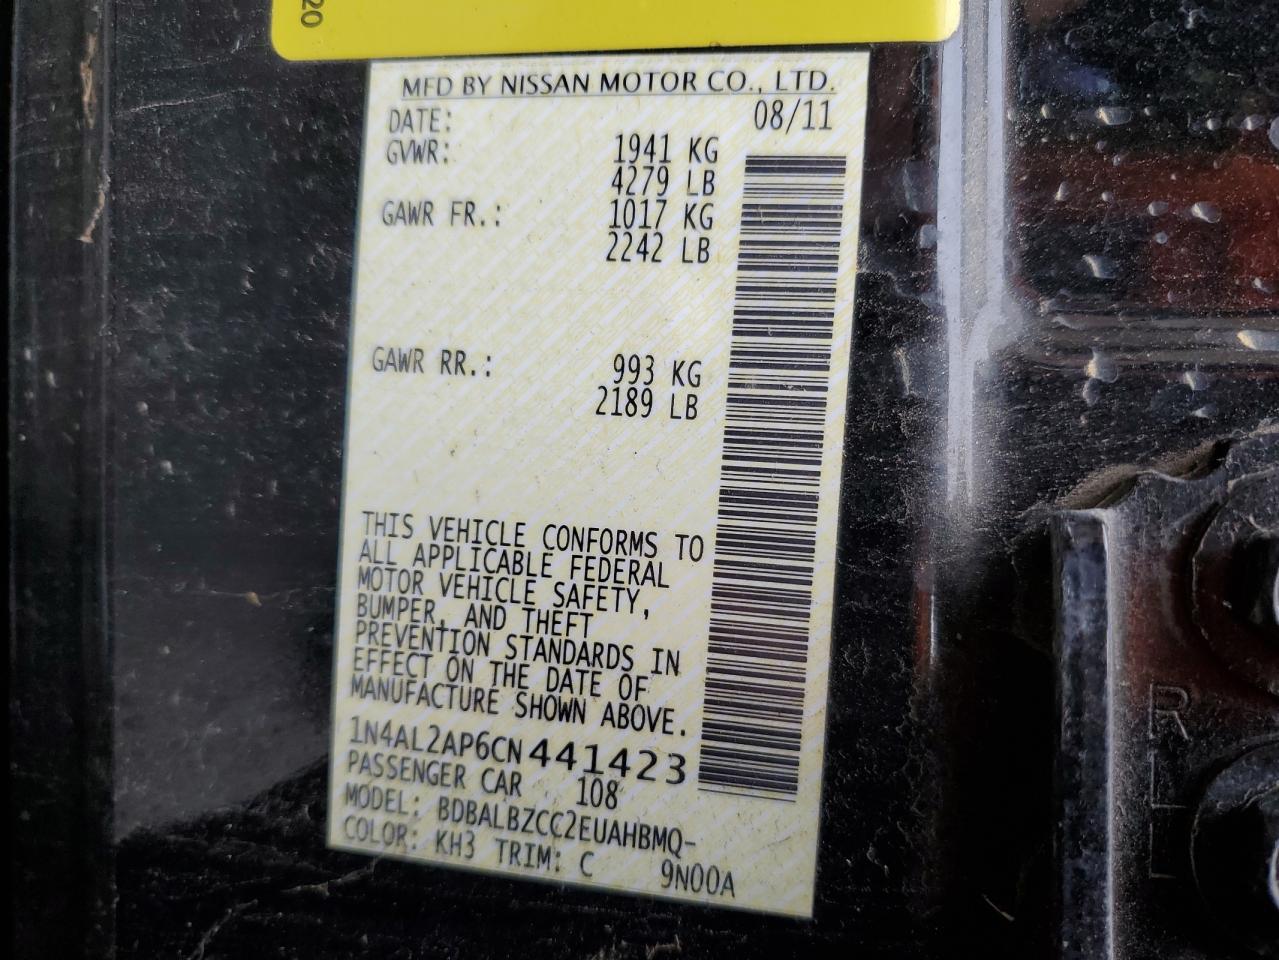 20
MFD BY NISSAN MOTOR CO., LTD.
DATE: 08/11
GVWR: 1941 KG
4279 LB
GAWR FR.: 1017 KG
2242 LB
GAWR RR.: 993 KG
2189 LB
THIS VEHICLE CONFORMS TO
ALL APPLICABLE FEDERAL
MOTOR VEHICLE SAFETY,
BUMPER, AND THEFT
PREVENTION STANDARDS IN
EFFECT ON THE DATE OF
MANUFACTURE SHOWN ABOVE.
1N4AL2AP6CN441423
PASSENGER CAR 108
MODEL: BDBALBZCC2EUAHBMQ-
COLOR: KH3 TRIM: C 9N00A